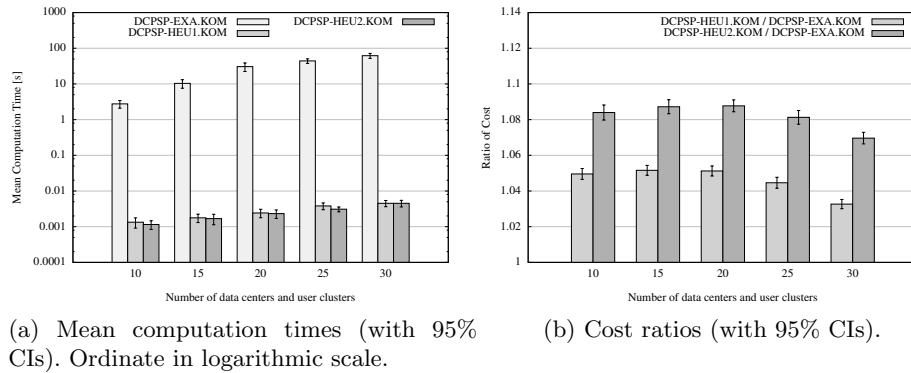 DCPSP-EXA.KOM
DCPSP-HEU1.KOM
DCPSP-HEU2.KOM
Mean Computation Time [s]
100
10
1
0.1
0.01
0.001
0.0001
10 15 20 25 30
Number of data centers and user clusters
(a) Mean computation times (with 95%
CIs). Ordinate in logarithmic scale.
DCPSP-HEU1.KOM / DCPSP-EXA.KOM
DCPSP-HEU2.KOM / DCPSP-EXA.KOM
Ratio of Cost
1.14
1.12
1.1
1.08
1.06
1.04
1.02
1
10 15 20 25 30
Number of data centers and user clusters
(b) Cost ratios (with 95% CIs).